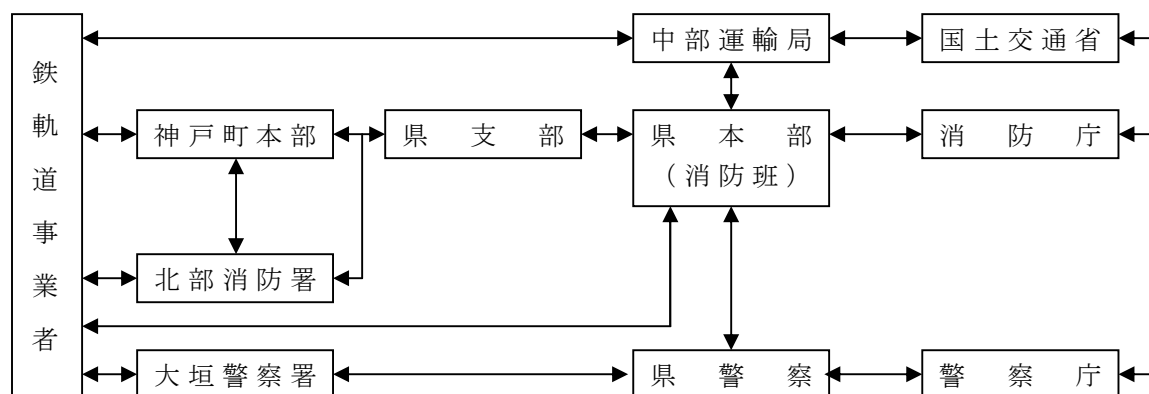 鉄軌道事業者
中部運輸局
国土交通省
神戸町本部
県支部
県本部
（消防班）
消防庁
北部消防署
大垣警察署
県警察
警察庁